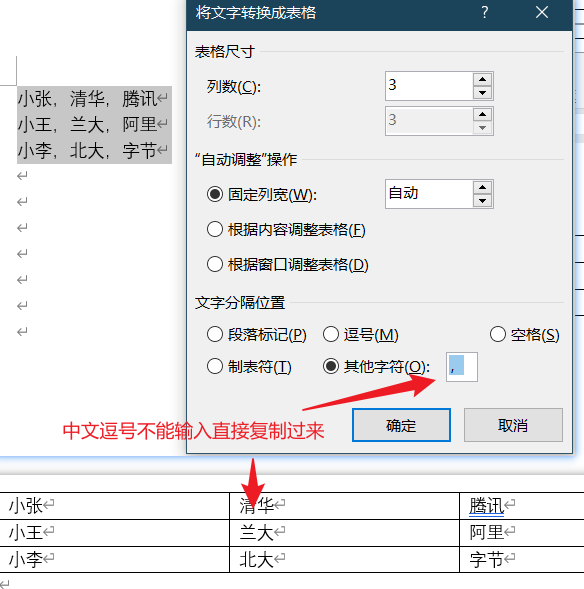 将文字转换成表格
?
表格尺寸
列数(C): 3
行数(R): 3
小张，清华，腾讯
小王，兰大，阿里
小李，北大，字节
“自动调整”操作
固定列宽(W): 自动
根据内容调整表格(F)
根据窗口调整表格(D)
文字分隔位置
段落标记(P) 逗号(M) 空格(S)
制表符(T) 其他字符(O): ，
确定 取消
中文逗号不能输入直接复制过来
小张 清华 腾讯
小王 兰大 阿里
小李 北大 字节